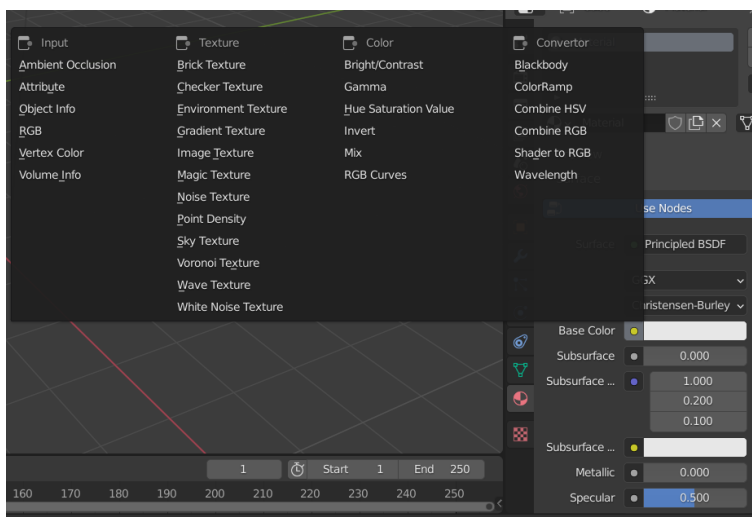 Input
Ambient Occlusion
Attribute
Object Info
RGB
Vertex Color
Volume Info
Texture
Brick Texture
Checker Texture
Environment Texture
Gradient Texture
Image Texture
Magic Texture
Noise Texture
Point Density
Sky Texture
Voronoi Texture
Wave Texture
White Noise Texture
Color
Bright/Contrast
Gamma
Hue Saturation Value
Invert
Mix
RGB Curves
Convertor
Blackbody
ColorRamp
Combine HSV
Combine RGB
Shader to RGB
Wavelength
Material
se Nodes
Surface Principled BSDF
GX
hristensen-Burley
Base Color
Subsurface 0.000
Subsurface ... 1.000
0.200
0.100
Subsurface ...
Metallic 0.000
Specular 0.500
1 Start 1 End 250
160 170 180 190 200 210 220 230 240 250